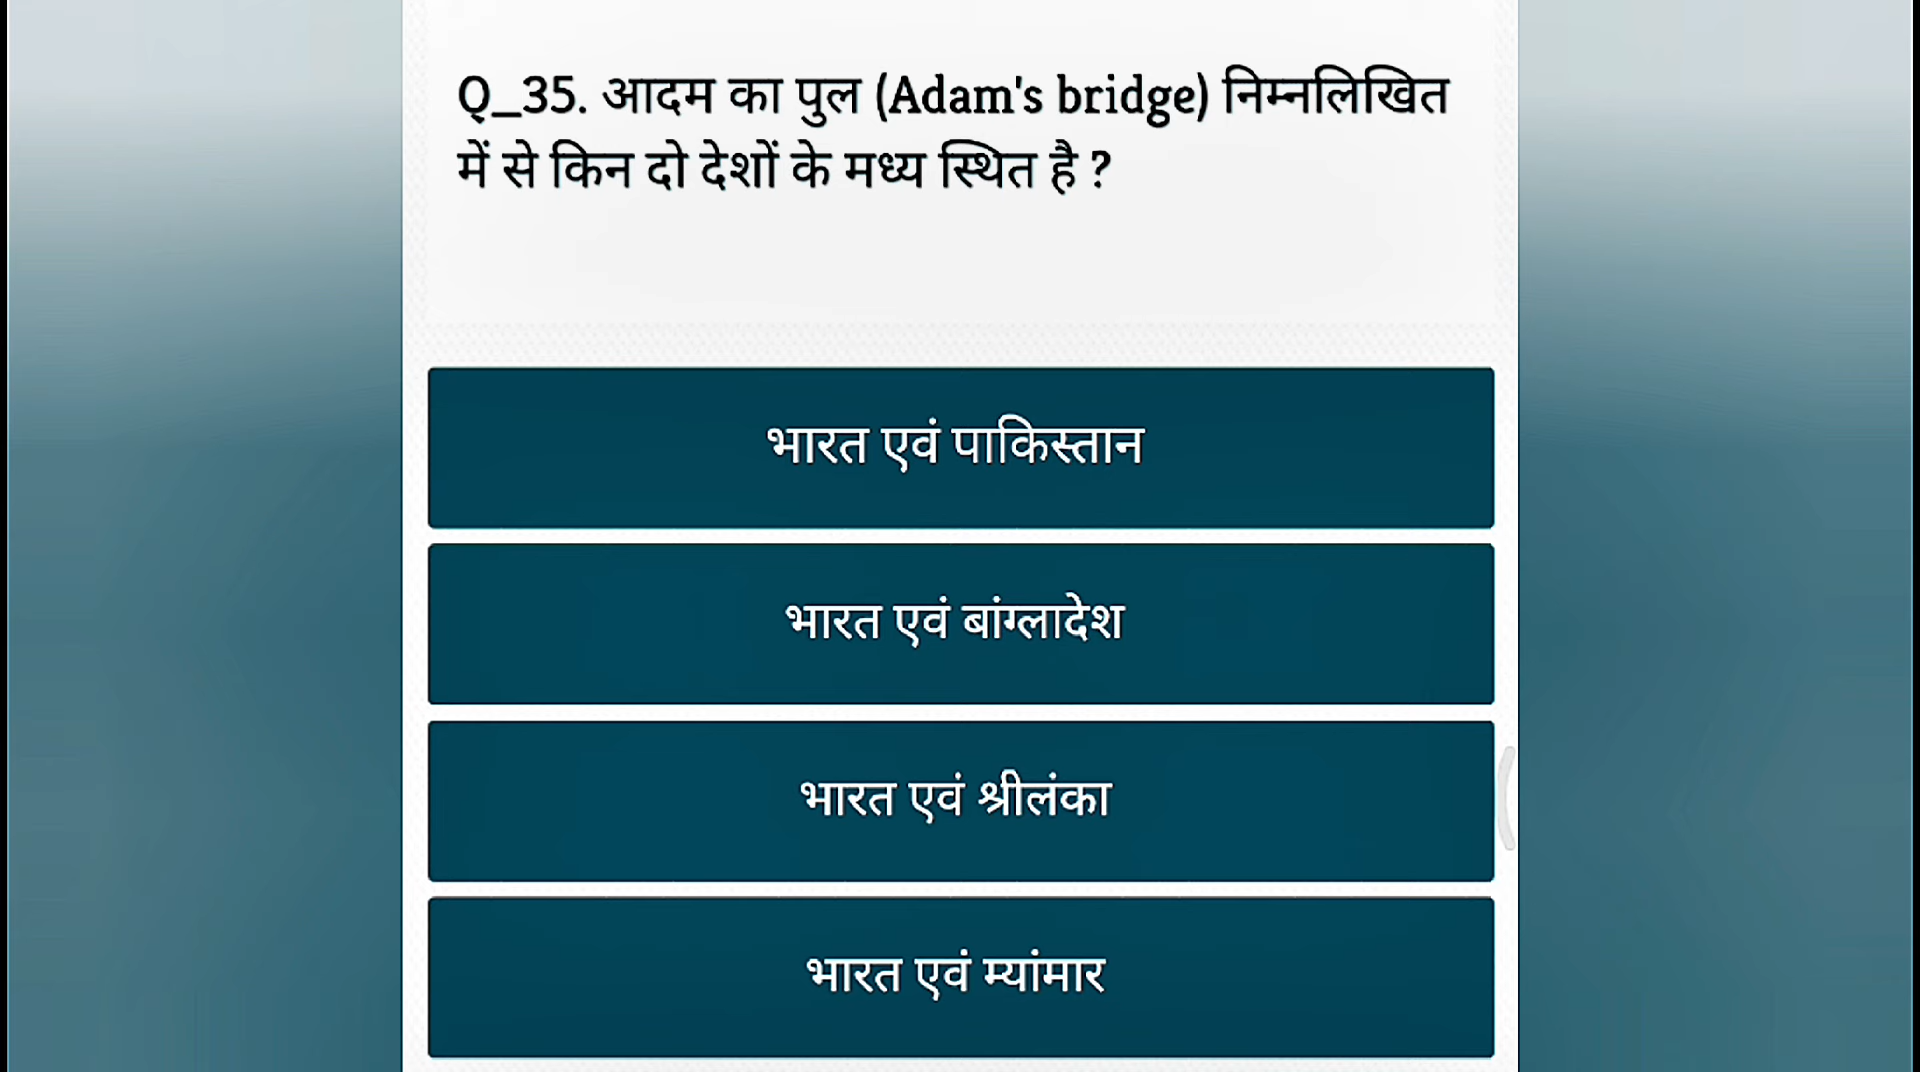 Q_35. आदम का पुल (Adam's bridge) निम्नलिखित
में से किन दो देशों के मध्य स्थित है ?
भारत एवं पाकिस्तान
भारत एवं बांग्लादेश
भारत एवं श्रीलंका
भारत एवं म्यांमार